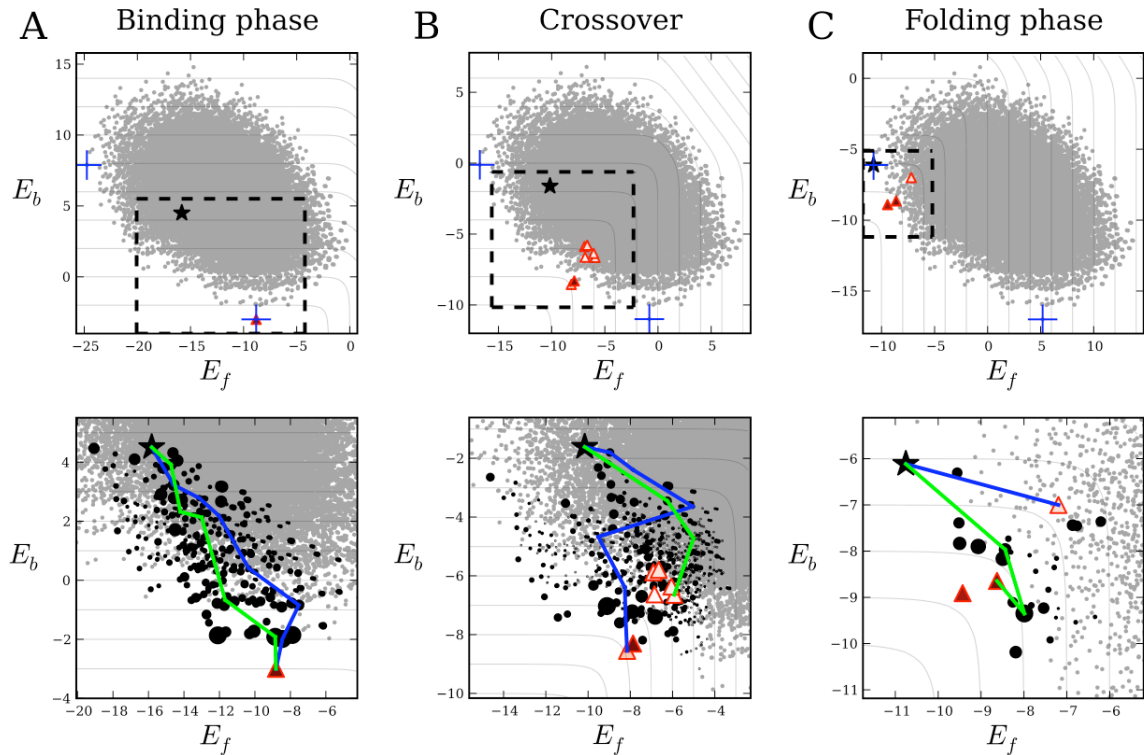 A Binding phase
B Crossover
C Folding phase
15
10
5
0
E_b
−25 −20 −15 −10 −5 0
E_f
5
0
−5
−10
E_b
−15 −10 −5 0 5
E_f
0
−5
−10
−15
E_b
−10 −5 0 5 10
E_f
4
2
0
−2
−4
E_b
−20 −18 −16 −14 −12 −10 −8 −6
E_f
−2
−4
−6
−8
−10
E_b
−14 −12 −10 −8 −6 −4
E_f
−6
−7
−8
−9
−10
−11
E_b
−11 −10 −9 −8 −7 −6
E_f